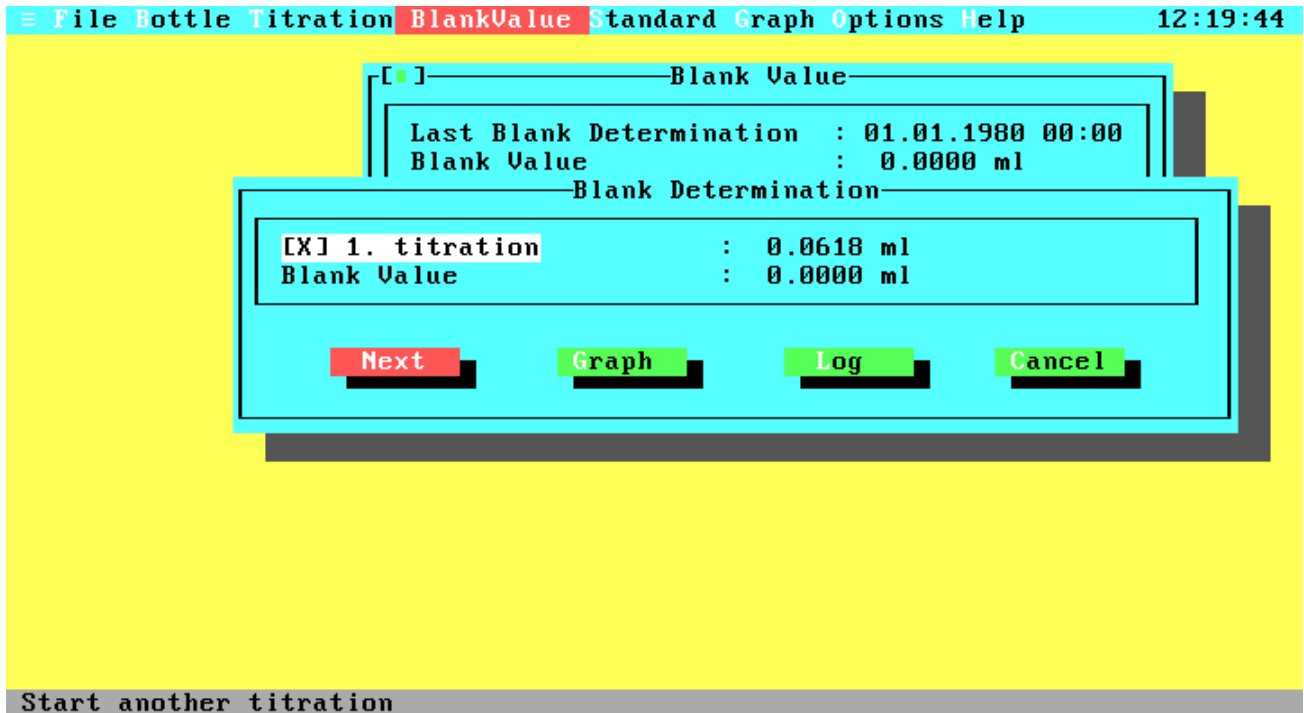 ≡ File Bottle Titration BlankValue Standard Graph Options Help 12:19:44
[▪] Blank Value
Last Blank Determination : 01.01.1980 00:00
Blank Value : 0.0000 ml
Blank Determination
[X] 1. titration : 0.0618 ml
Blank Value : 0.0000 ml
Next Graph Log Cancel
Start another titration